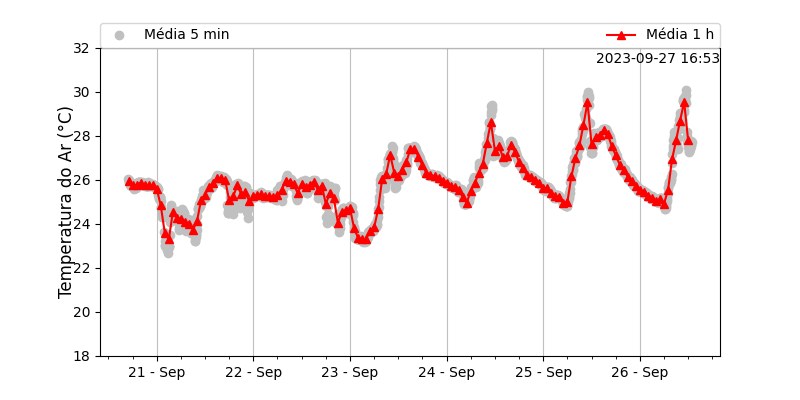 Média 5 min
Média 1 h
2023-09-27 16:53
Temperatura do Ar (°C)
32
30
28
26
24
22
20
18
21 - Sep
22 - Sep
23 - Sep
24 - Sep
25 - Sep
26 - Sep